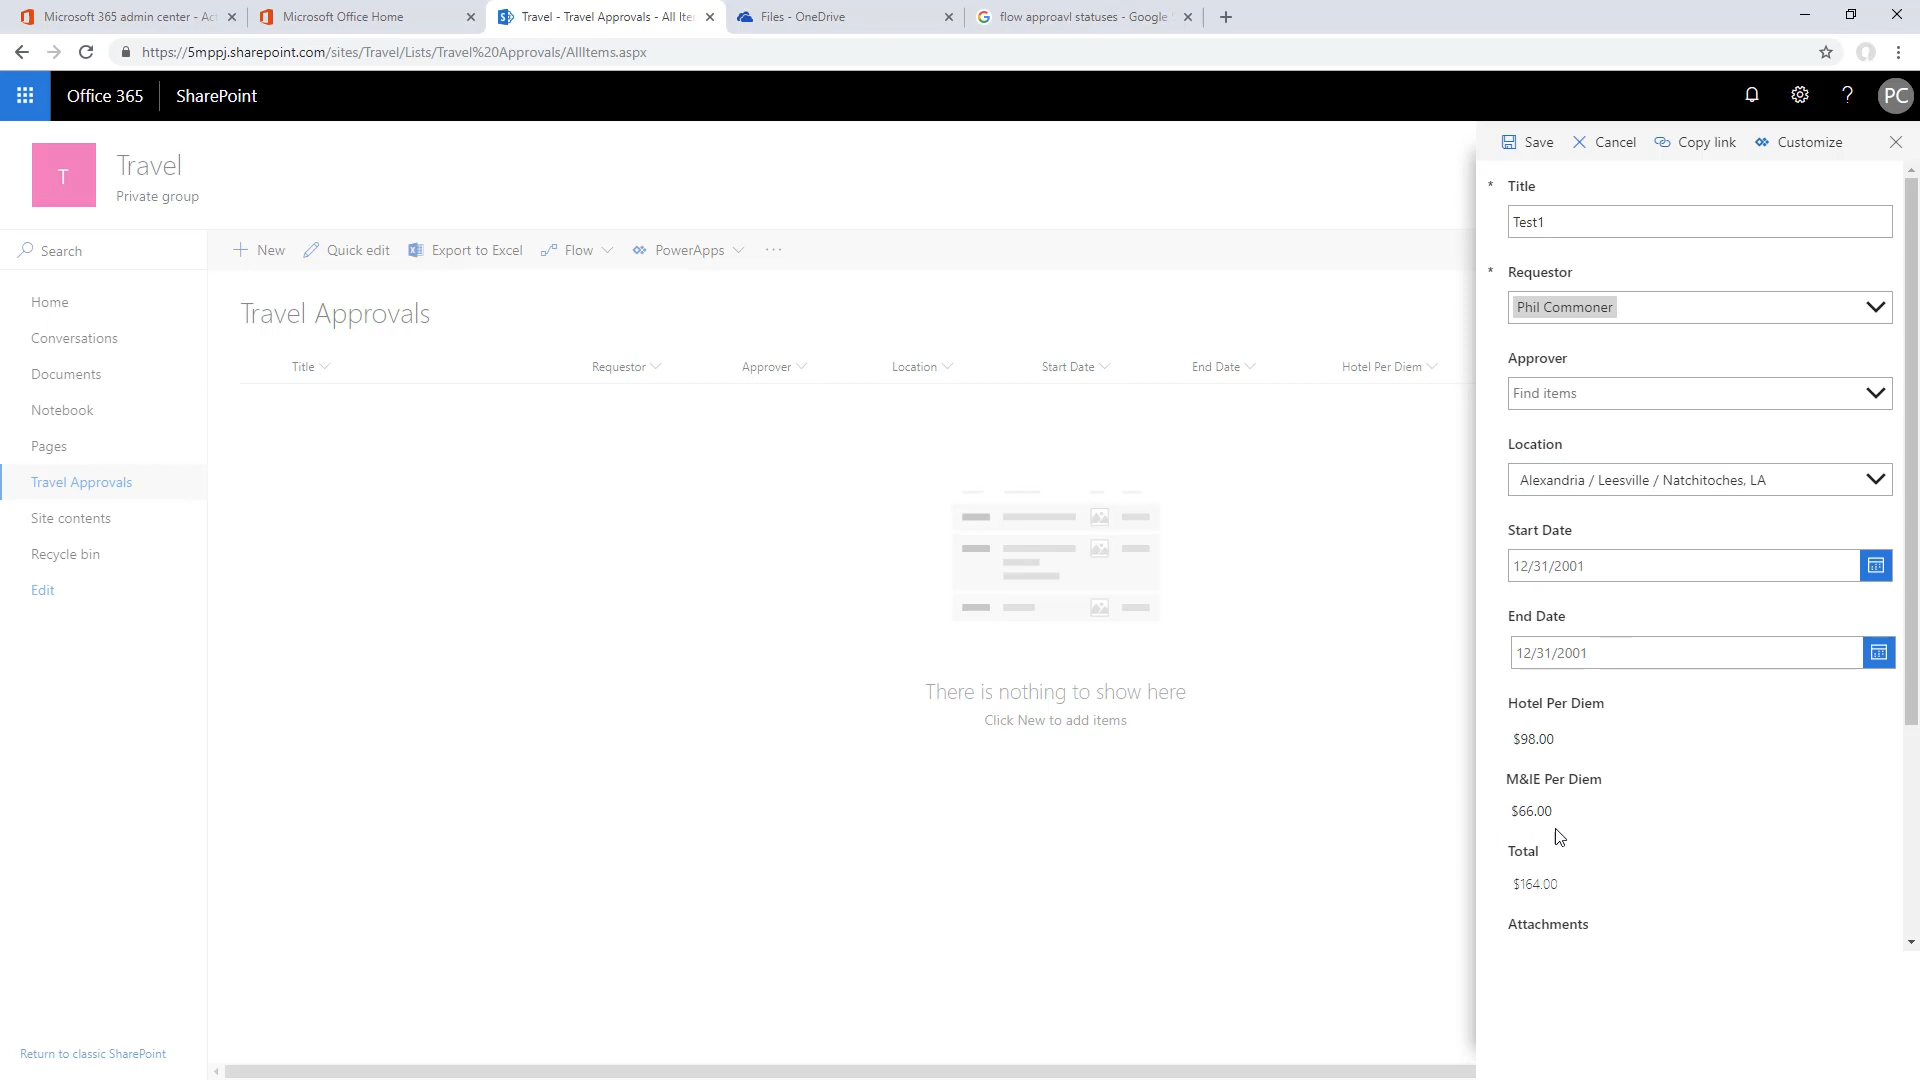 Microsoft 365 admin center - Act
Microsoft Office Home
Travel - Travel Approvals - All Ite
Files - OneDrive
flow approavl statuses - Google
https://5mppj.sharepoint.com/sites/Travel/Lists/Travel%20Approvals/AllItems.aspx
Office 365
SharePoint
?
PC
Save
Cancel
Copy link
Customize
T
Travel
Private group
Search
New
Quick edit
Export to Excel
Flow
PowerApps
...
Home
Conversations
Documents
Notebook
Pages
Travel Approvals
Site contents
Recycle bin
Edit
Return to classic SharePoint
Travel Approvals
Title
Requestor
Approver
Location
Start Date
End Date
Hotel Per Diem
There is nothing to show here
Click New to add items
* Title
Test1
* Requestor
Phil Commoner
Approver
Find items
Location
Alexandria / Leesville / Natchitoches, LA
Start Date
12/31/2001
End Date
12/31/2001
Hotel Per Diem
$98.00
M&IE Per Diem
$66.00
Total
$164.00
Attachments